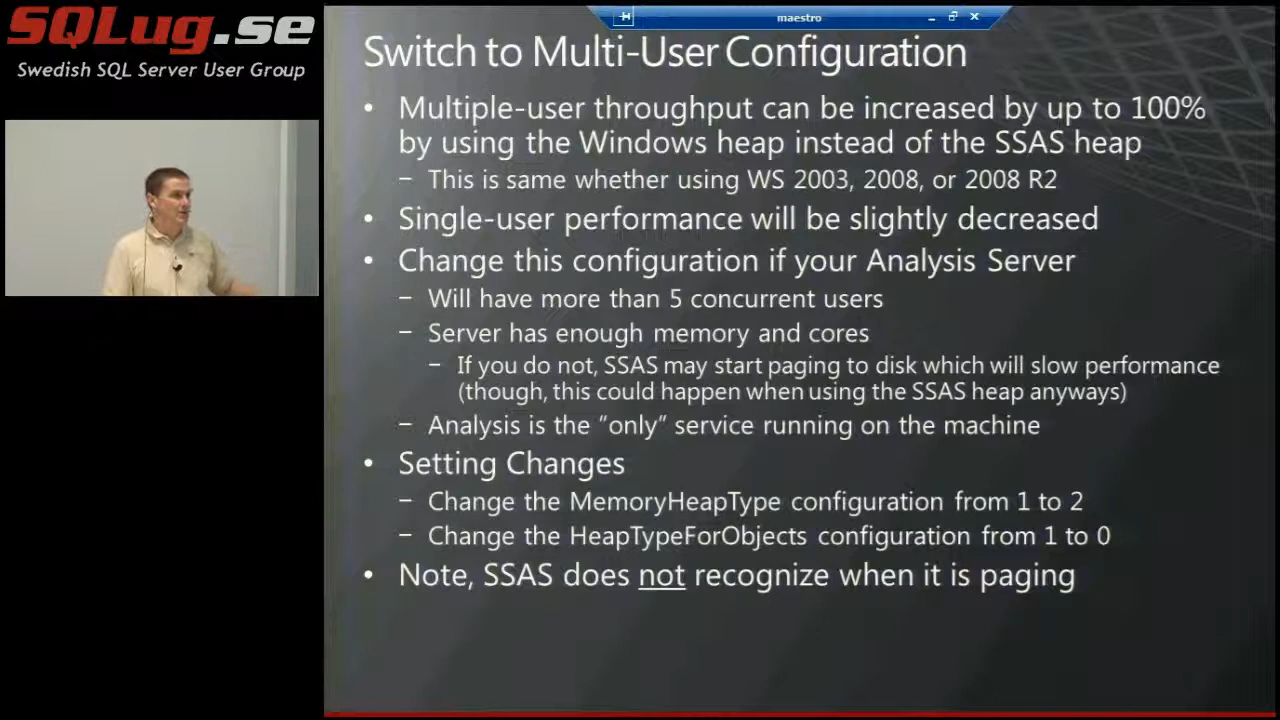 SQLug.se
Swedish SQL Server User Group
maestro
Switch to Multi-User Configuration
• Multiple-user throughput can be increased by up to 100%
by using the Windows heap instead of the SSAS heap
– This is same whether using WS 2003, 2008, or 2008 R2
• Single-user performance will be slightly decreased
• Change this configuration if your Analysis Server
– Will have more than 5 concurrent users
– Server has enough memory and cores
– If you do not, SSAS may start paging to disk which will slow performance
(though, this could happen when using the SSAS heap anyways)
– Analysis is the “only” service running on the machine
• Setting Changes
– Change the MemoryHeapType configuration from 1 to 2
– Change the HeapTypeForObjects configuration from 1 to 0
• Note, SSAS does not recognize when it is paging